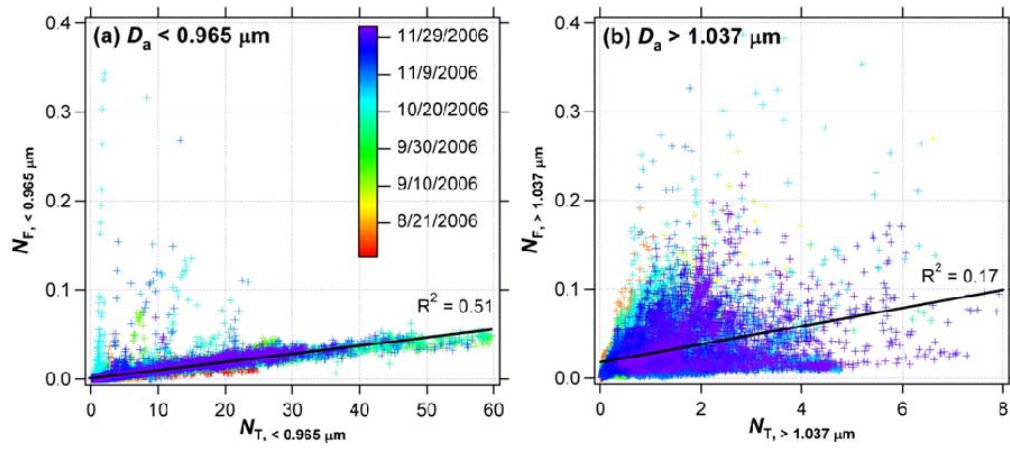 (a) Da < 0.965 μm
0.4
0.3
0.2
0.1
0.0
NF, < 0.965 μm
11/29/2006
11/9/2006
10/20/2006
9/30/2006
9/10/2006
8/21/2006
R² = 0.51
0 10 20 30 40 50 60
NT, < 0.965 μm
(b) Da > 1.037 μm
0.4
0.3
0.2
0.1
0.0
NF, > 1.037 μm
R² = 0.17
0 2 4 6 8
NT, > 1.037 μm